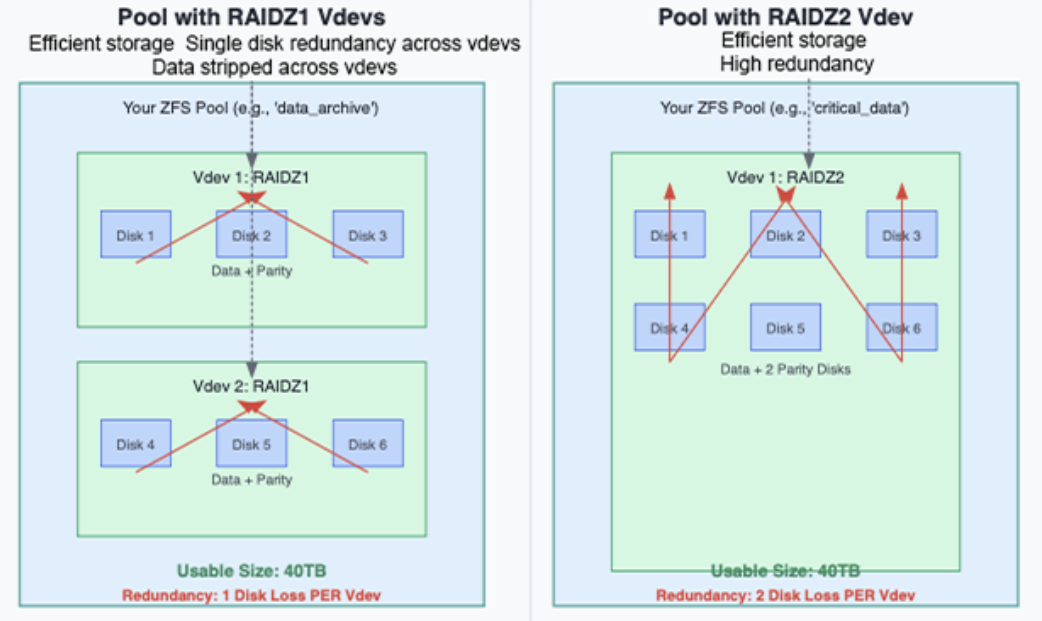 Pool with RAIDZ1 Vdevs
Efficient storage Single disk redundancy across vdevs
Data stripped across vdevs
Your ZFS Pool (e.g., 'data_archive')
Vdev 1: RAIDZ1
Disk 1
Disk 2
Disk 3
Data + Parity
Vdev 2: RAIDZ1
Disk 4
Disk 5
Disk 6
Data + Parity
Usable Size: 40TB
Redundancy: 1 Disk Loss PER Vdev
Pool with RAIDZ2 Vdev
Efficient storage
High redundancy
Your ZFS Pool (e.g., 'critical_data')
Vdev 1: RAIDZ2
Disk 1
Disk 2
Disk 3
Disk 4
Disk 5
Disk 6
Data + 2 Parity Disks
Usable Size: 40TB
Redundancy: 2 Disk Loss PER Vdev